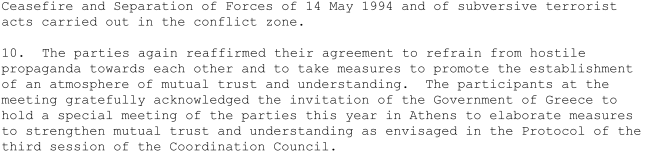 Ceasefire and Separation of Forces of 14 May 1994 and of subversive terrorist
acts carried out in the conflict zone.
10.  The parties again reaffirmed their agreement to refrain from hostile
propaganda towards each other and to take measures to promote the establishment
of an atmosphere of mutual trust and understanding.  The participants at the
meeting gratefully acknowledged the invitation of the Government of Greece to
hold a special meeting of the parties this year in Athens to elaborate measures
to strengthen mutual trust and understanding as envisaged in the Protocol of the
third session of the Coordination Council.